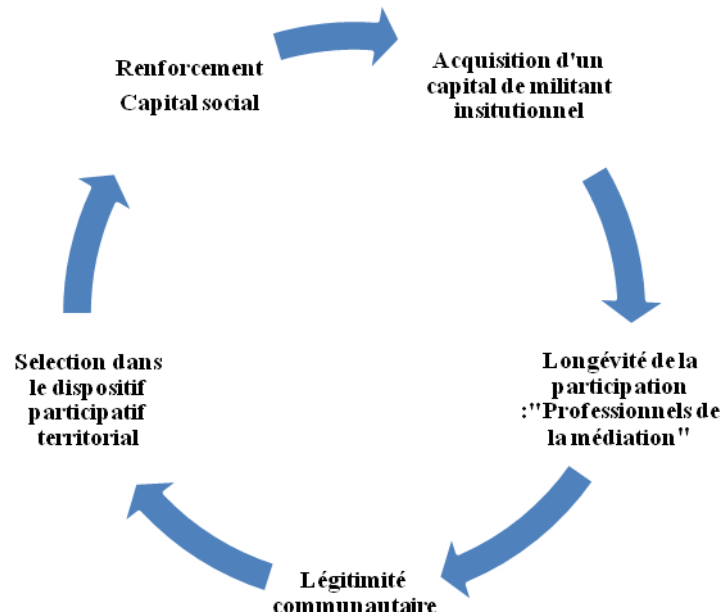 Renforcement
Capital social
Acquisition d'un
capital de militant
insitutionnel
Longévité de la
participation
:"Professionnels de
la médiation"
Légitimité
communautaire
Selection dans
le dispositif
participatif
territorial